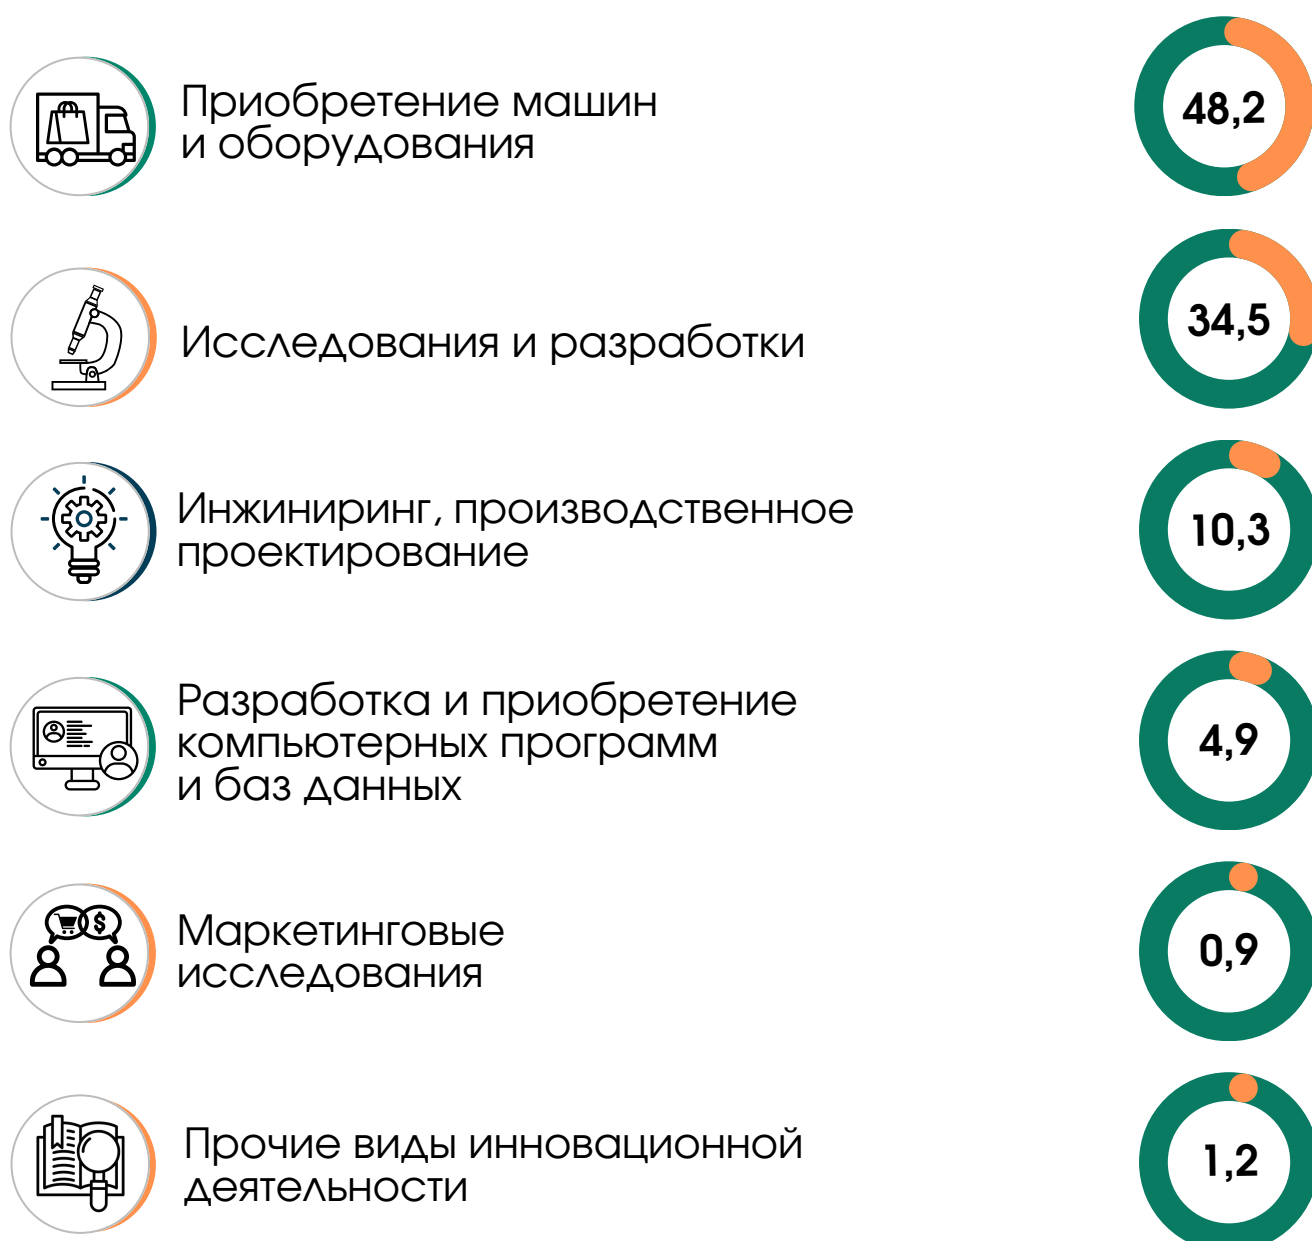 Приобретение машин
и оборудования
48,2
Исследования и разработки
34,5
Инжиниринг, производственное
проектирование
10,3
Разработка и приобретение
компьютерных программ
и баз данных
4,9
Маркетинговые
исследования
0,9
Прочие виды инновационной
деятельности
1,2